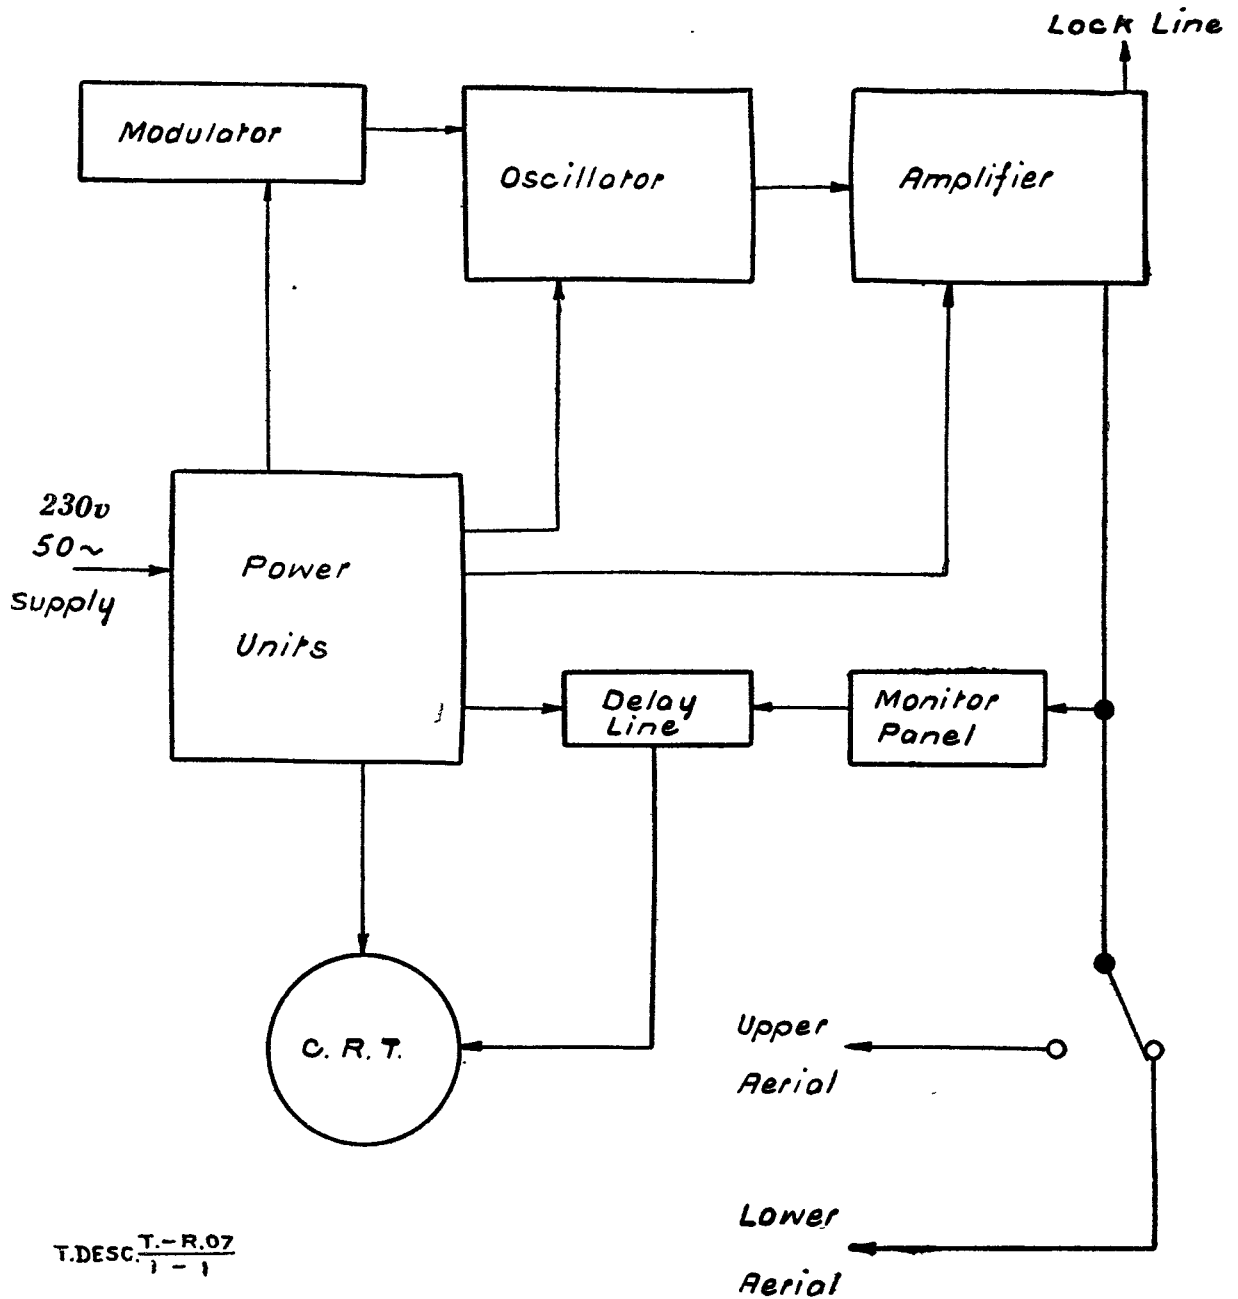 Lock Line
Modulator
Oscillator
Amplifier
230v
50~
Supply
Power
Units
Delay
Line
Monitor
Panel
C. R. T.
Upper
Aerial
Lower
Aerial
T.DESC. T.-R.07
1 - 1